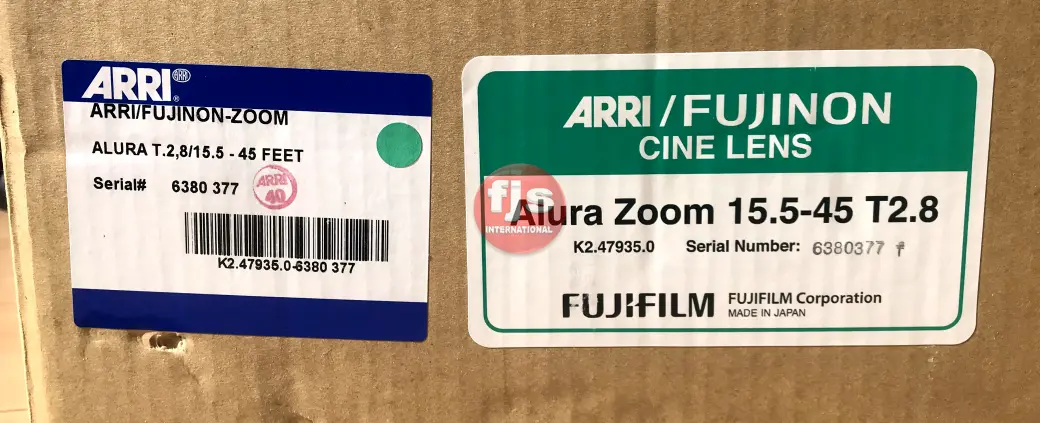 ARRI ARRI ®
ARRI/FUJINON-ZOOM
ALURA T.2,8/15.5 - 45 FEET
Serial# 6380 377
ARRI
40
K2.47935.0-6380 377
ARRI/FUJINON
CINE LENS
fjs
INTERNATIONAL
Alura Zoom 15.5-45 T2.8
K2.47935.0 Serial Number: 6380377 f
FUJIFILM FUJIFILM Corporation
MADE IN JAPAN